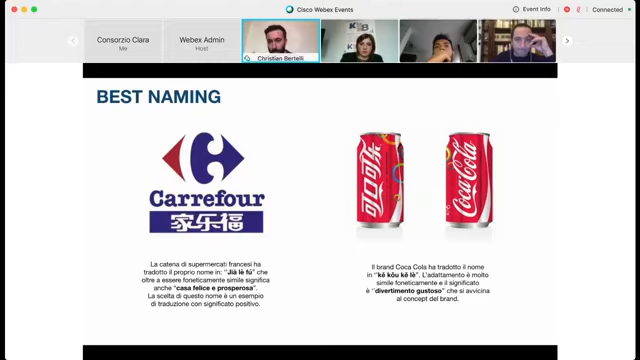 Cisco Webex Events
Event Info
Connected
Consorzio Clara
Me
Webex Admin
Host
Christian Bertelli
BEST NAMING
Carrefour
家乐福
可口可乐
Coca-Cola
La catena di supermercati francesi ha
tradotto il proprio nome in: "Jiā lè fú" che
oltre a essere foneticamente simile significa
anche "casa felice e prosperosa".
La scelta di questo nome è un esempio
di traduzione con significato positivo.
Il brand Coca Cola ha tradotto il nome
in "kě kǒu kě lè". L'adattamento è molto
simile foneticamente e il significato
è "divertimento gustoso" che si avvicina
al concept del brand.